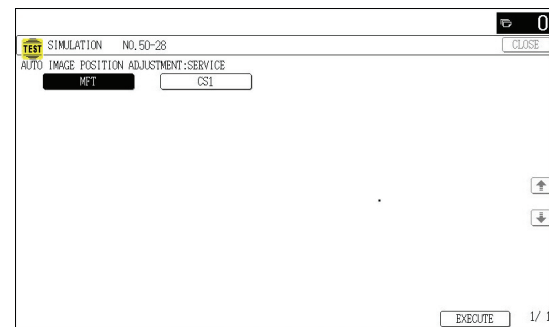 0
TEST SIMULATION NO.50-28 CLOSE
AUTO IMAGE POSITION ADJUSTMENT:SERVICE
MFT CS1
EXECUTE 1/ 1